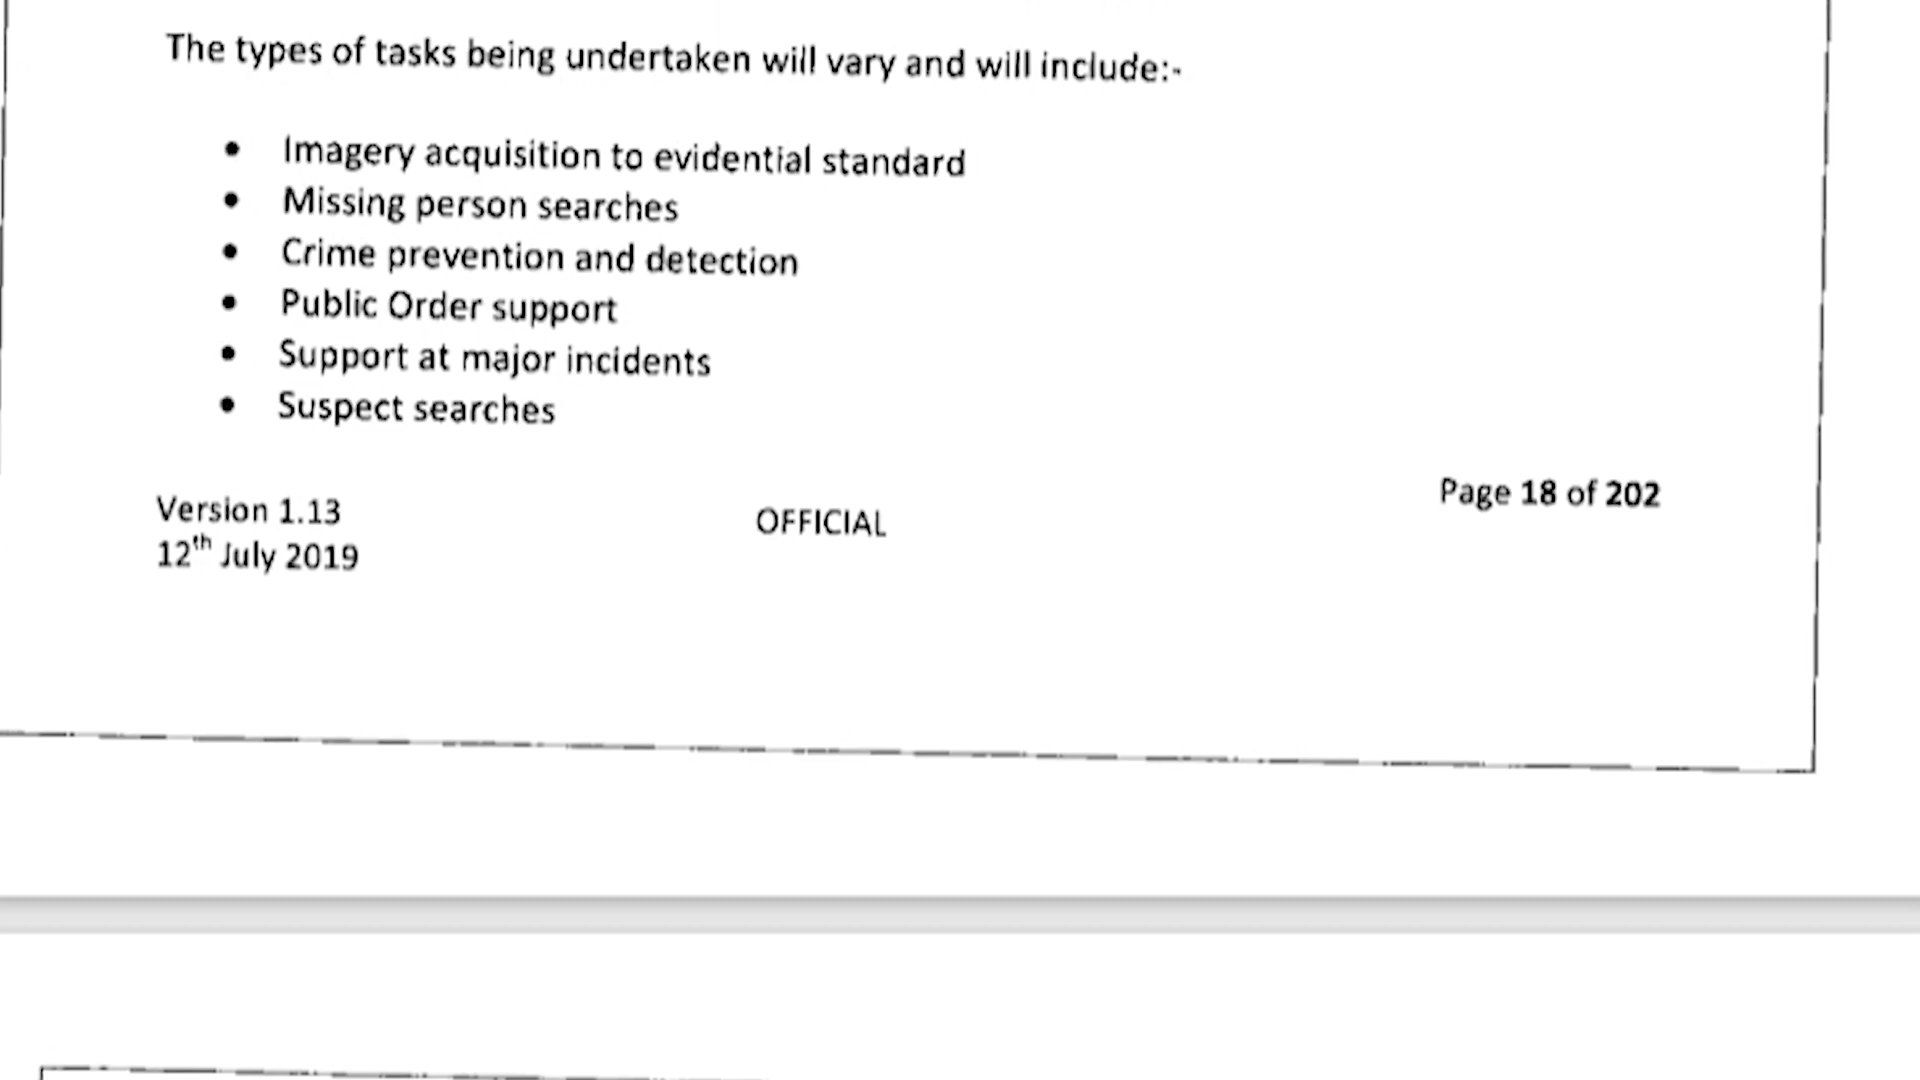 The types of tasks being undertaken will vary and will include:-
• Imagery acquisition to evidential standard
• Missing person searches
• Crime prevention and detection
• Public Order support
• Support at major incidents
• Suspect searches
Page 18 of 202
Version 1.13
OFFICIAL
12th July 2019